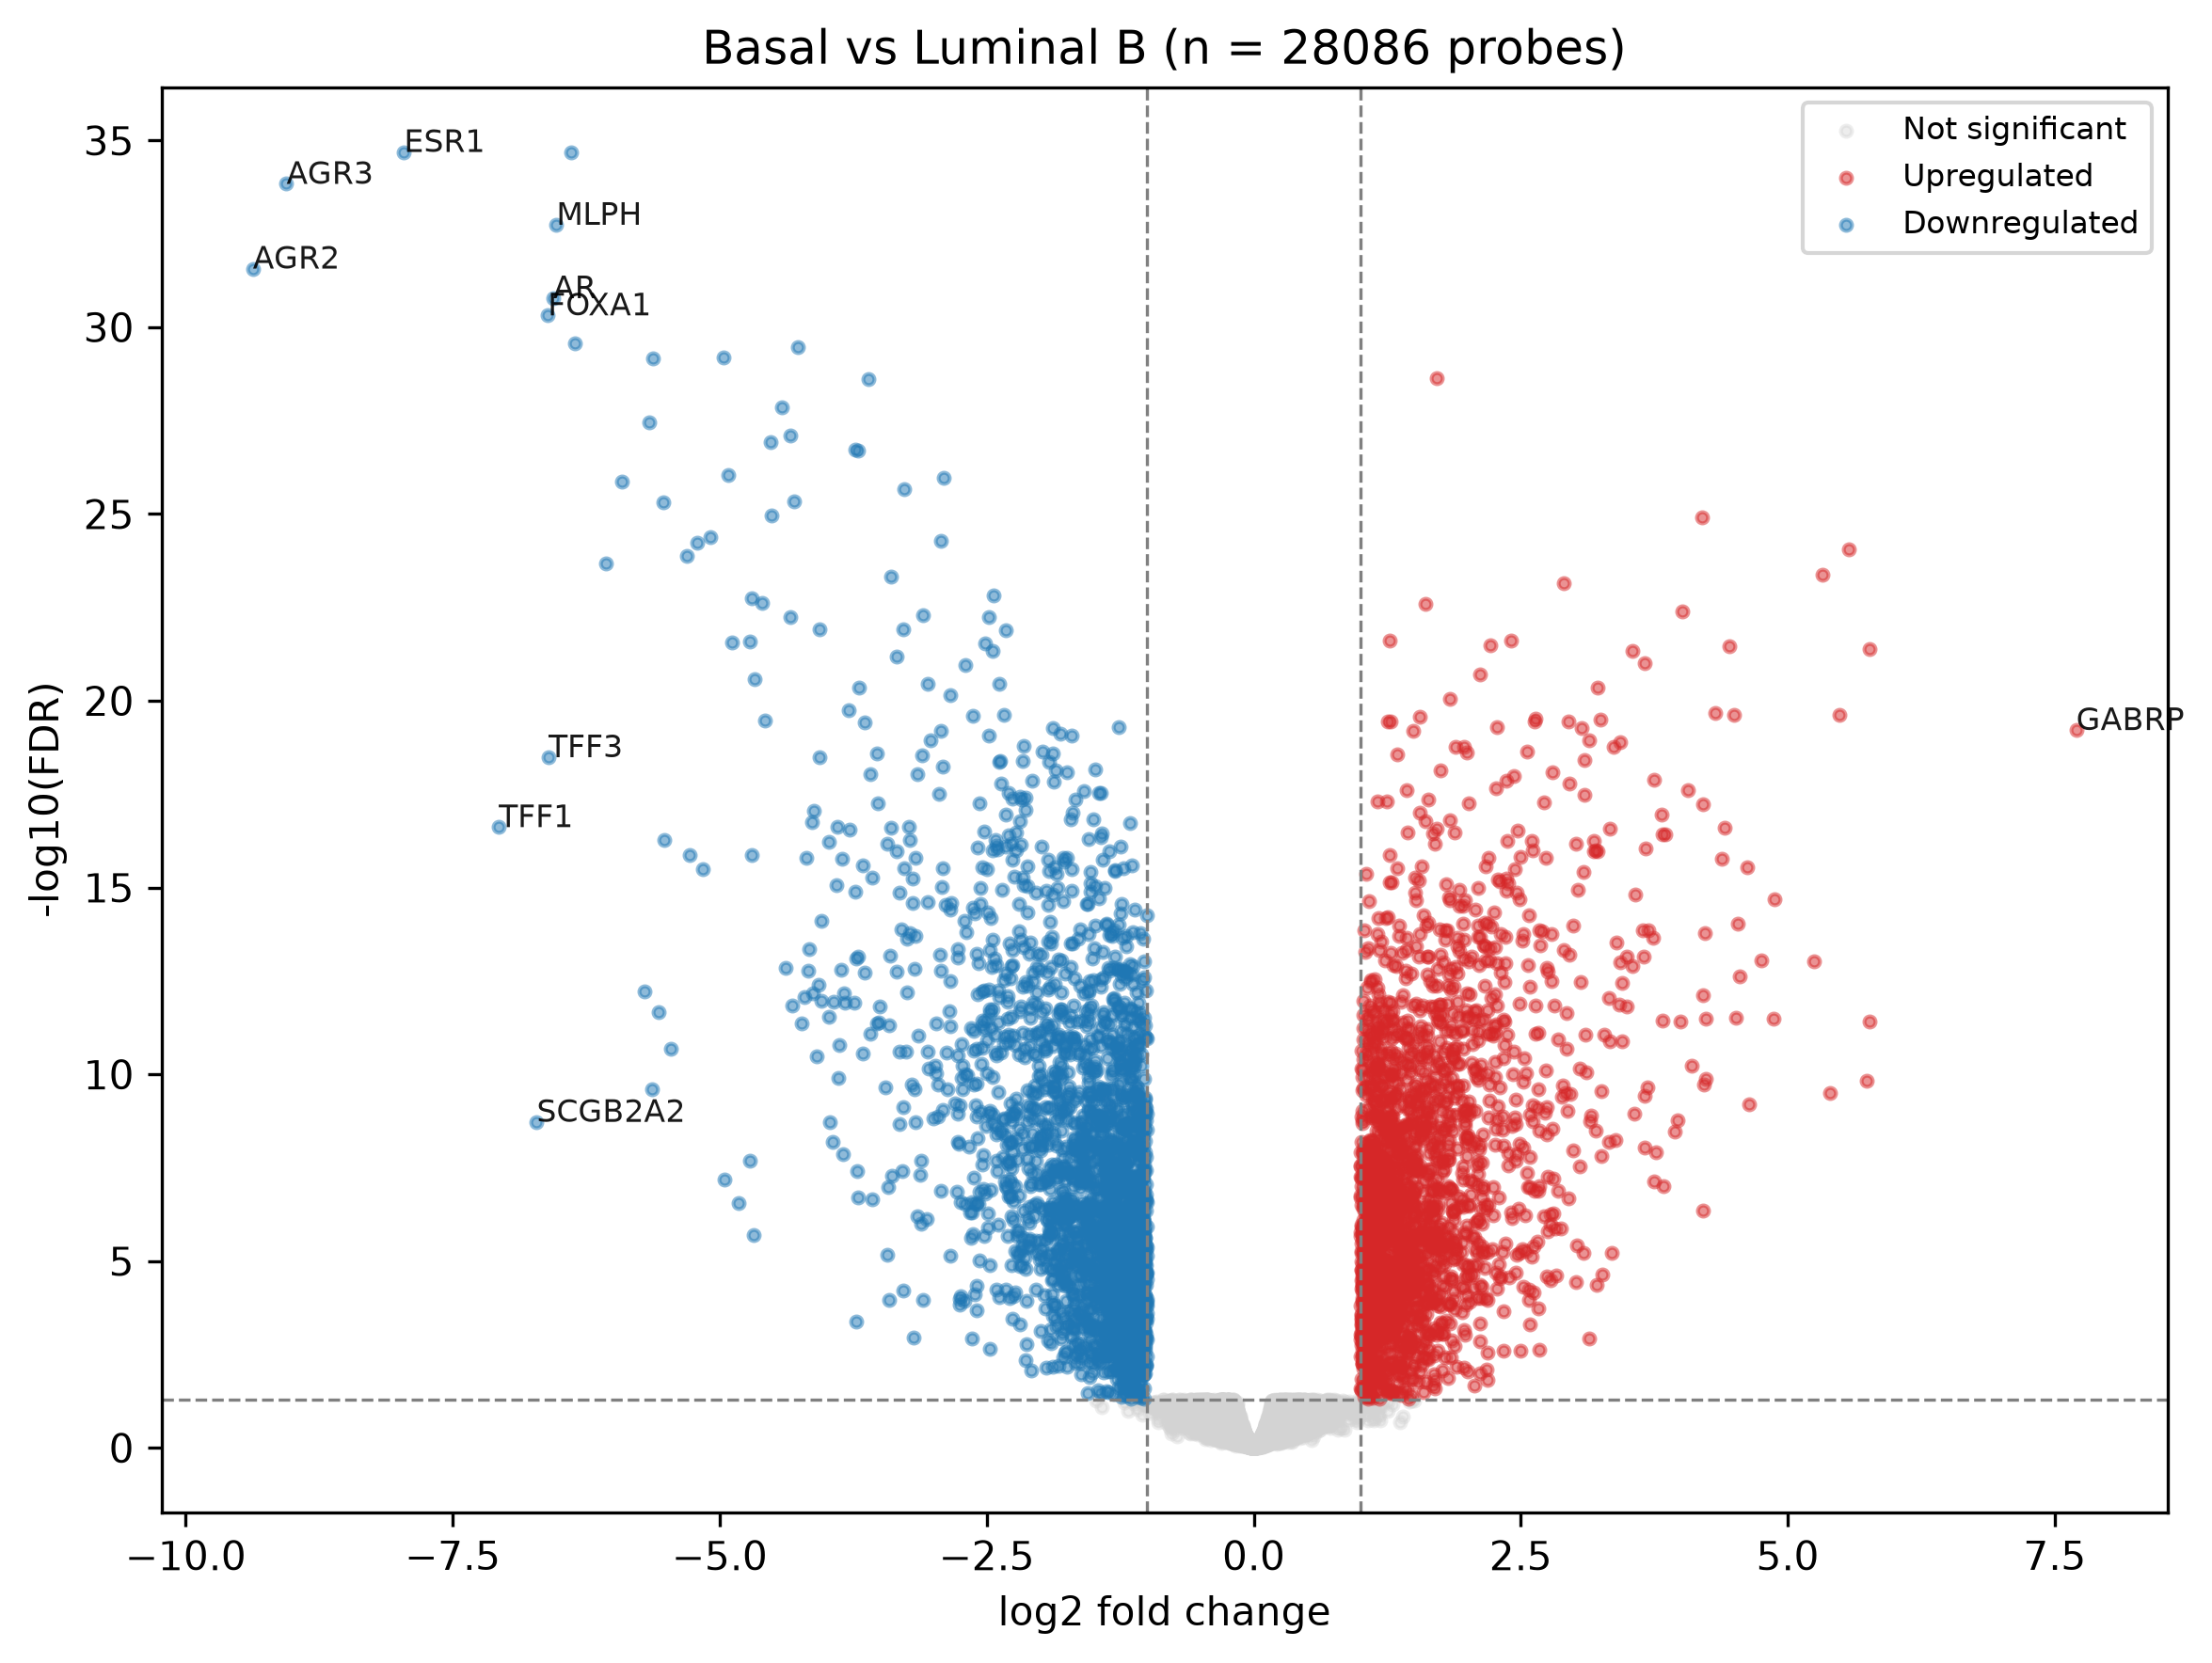 Basal vs Luminal B (n = 28086 probes)
Not significant
Upregulated
Downregulated
ESR1
AGR3
MLPH
AGR2
AR
FOXA1
GABRP
TFF3
TFF1
SCGB2A2
35
30
25
20
15
10
5
0
-log10(FDR)
−10.0
−7.5
−5.0
−2.5
0.0
2.5
5.0
7.5
log2 fold change